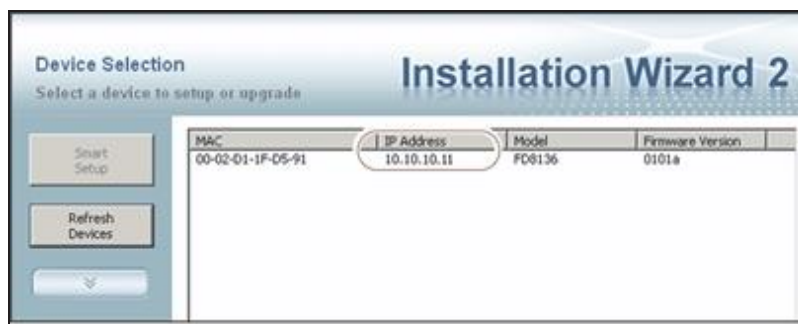 Device Selection
Select a device to setup or upgrade
Installation Wizard 2
Smart
Setup
Refresh
Devices
MAC IP Address Model Firmware Version
00-02-D1-1F-D5-91 10.10.10.11 FD8136 0101a